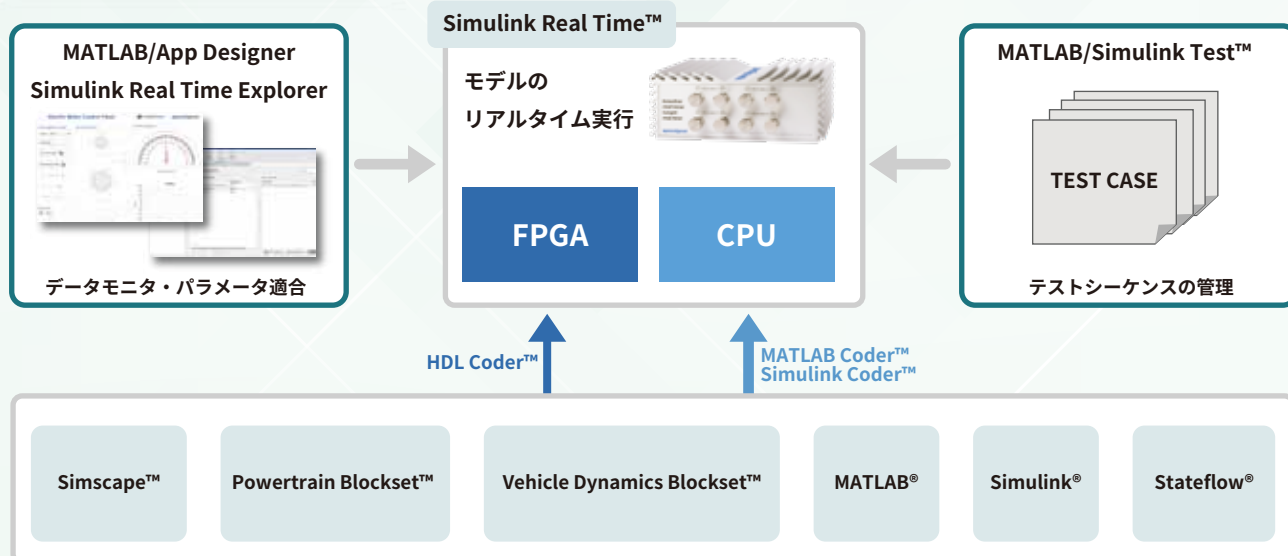 MATLAB/App Designer
Simulink Real Time Explorer
データモニタ・パラメータ適合
Simulink Real Time™
モデルの
リアルタイム実行
FPGA
CPU
MATLAB/Simulink Test™
TEST CASE
テストシーケンスの管理
HDL Coder™
MATLAB Coder™
Simulink Coder™
Simscape™
Powertrain Blockset™
Vehicle Dynamics Blockset™
MATLAB®
Simulink®
Stateflow®